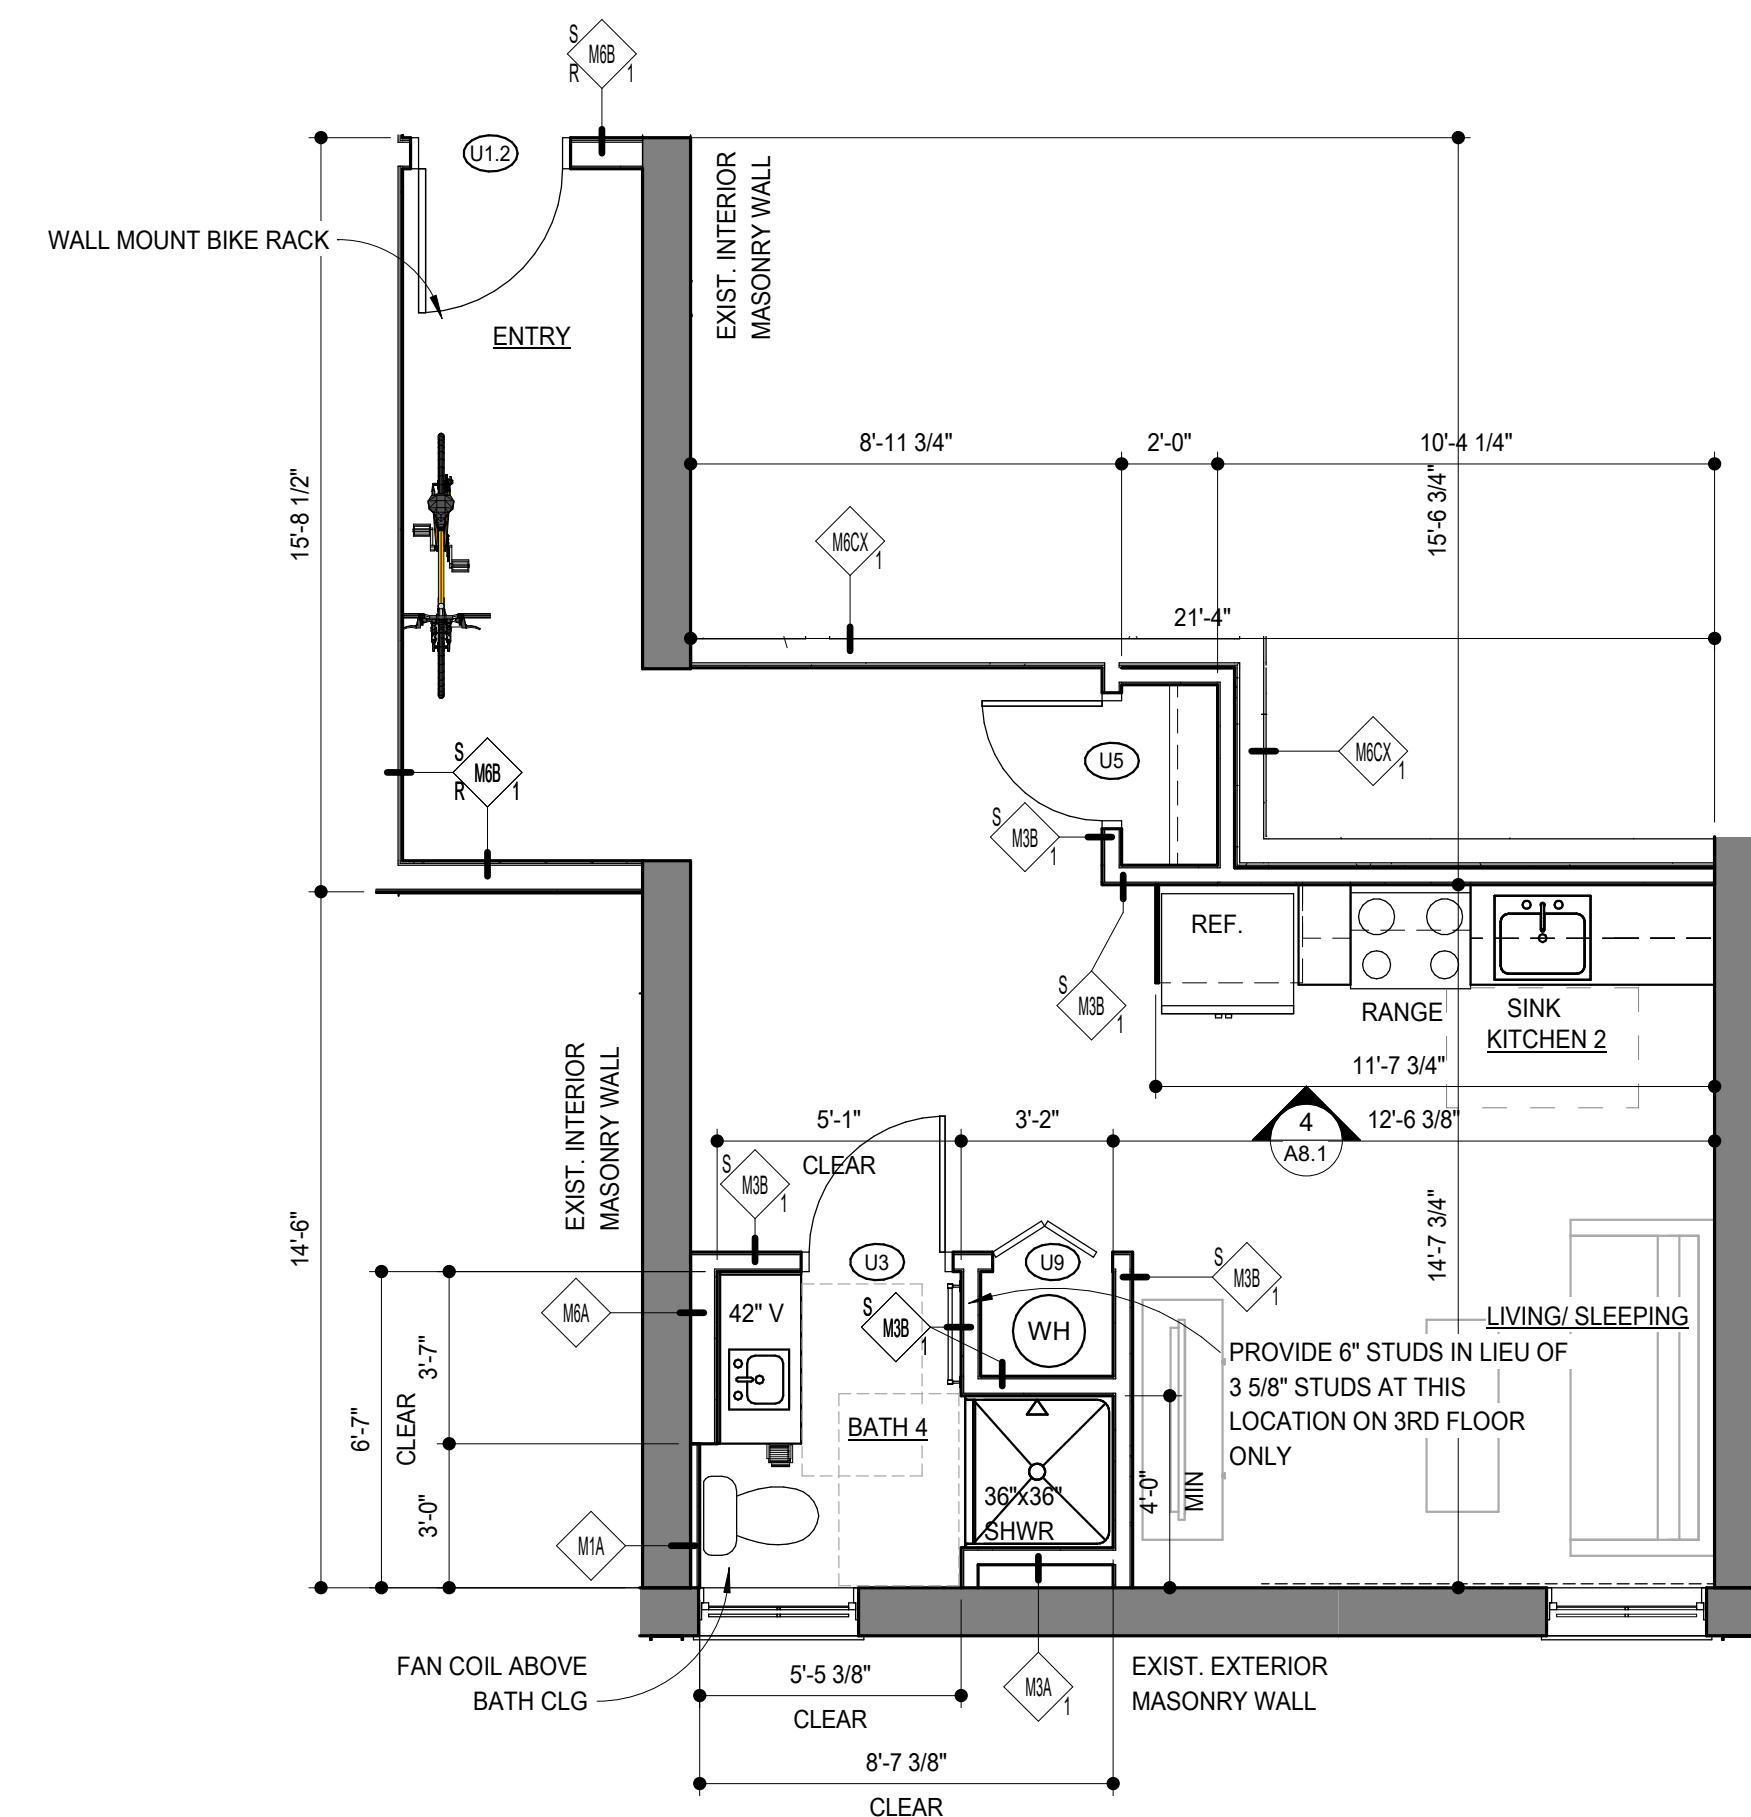 S
M6B
R
1
U1.2
EXIST. INTERIOR
MASONRY WALL
WALL MOUNT BIKE RACK
ENTRY
15'-8 1/2"
8'-11 3/4"
2'-0"
10'-4 1/4"
15'-6 3/4"
M6CX
1
21'-4"
S
M6B
R
1
U5
M6CX
1
S
M3B
1
REF.
S
M3B
1
RANGE
SINK
KITCHEN 2
11'-7 3/4"
EXIST. INTERIOR
MASONRY WALL
5'-1"
CLEAR
3'-2"
4
A8.1
12'-6 3/8"
S
M3B
1
14'-6"
14'-7 3/4"
U3
U9
S
M3B
1
M6A
42" V
S
M3B
1
WH
LIVING/ SLEEPING
PROVIDE 6" STUDS IN LIEU OF
3 5/8" STUDS AT THIS
LOCATION ON 3RD FLOOR
ONLY
3'-7"
6'-7"
CLEAR
BATH 4
3'-0"
36"x36"
SHWR
4'-0"
MIN
M1A
FAN COIL ABOVE
BATH CLG
5'-5 3/8"
CLEAR
M3A
1
EXIST. EXTERIOR
MASONRY WALL
8'-7 3/8"
CLEAR